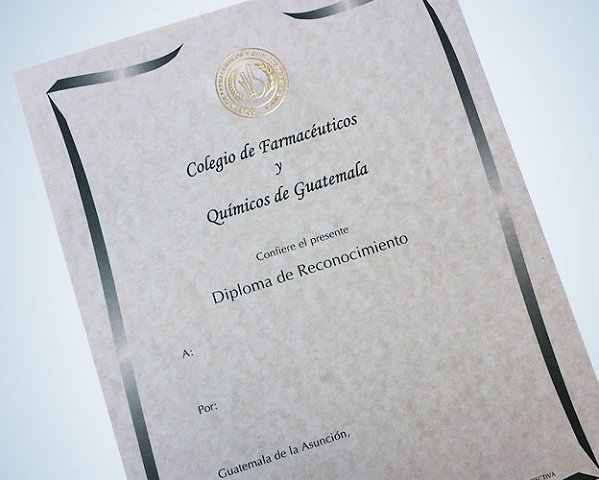 Colegio de Farmacéuticos
y
Químicos de Guatemala
Confiere el presente
Diploma de Reconocimiento
A:
Por:
Guatemala de la Asunción,